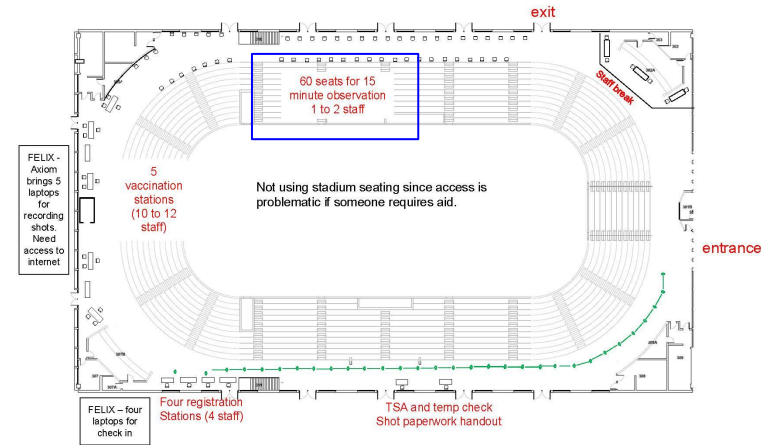 exit
60 seats for 15
minute observation
1 to 2 staff
Staff break
FELIX -
Axiom
brings 5
laptops
for
recording
shots.
Need
access to
internet
5
vaccination
stations
(10 to 12
staff)
Not using stadium seating since access is
problematic if someone requires aid.
entrance
FELIX – four
laptops for
check in
Four registration
Stations (4 staff)
TSA and temp check
Shot paperwork handout
307
308
309